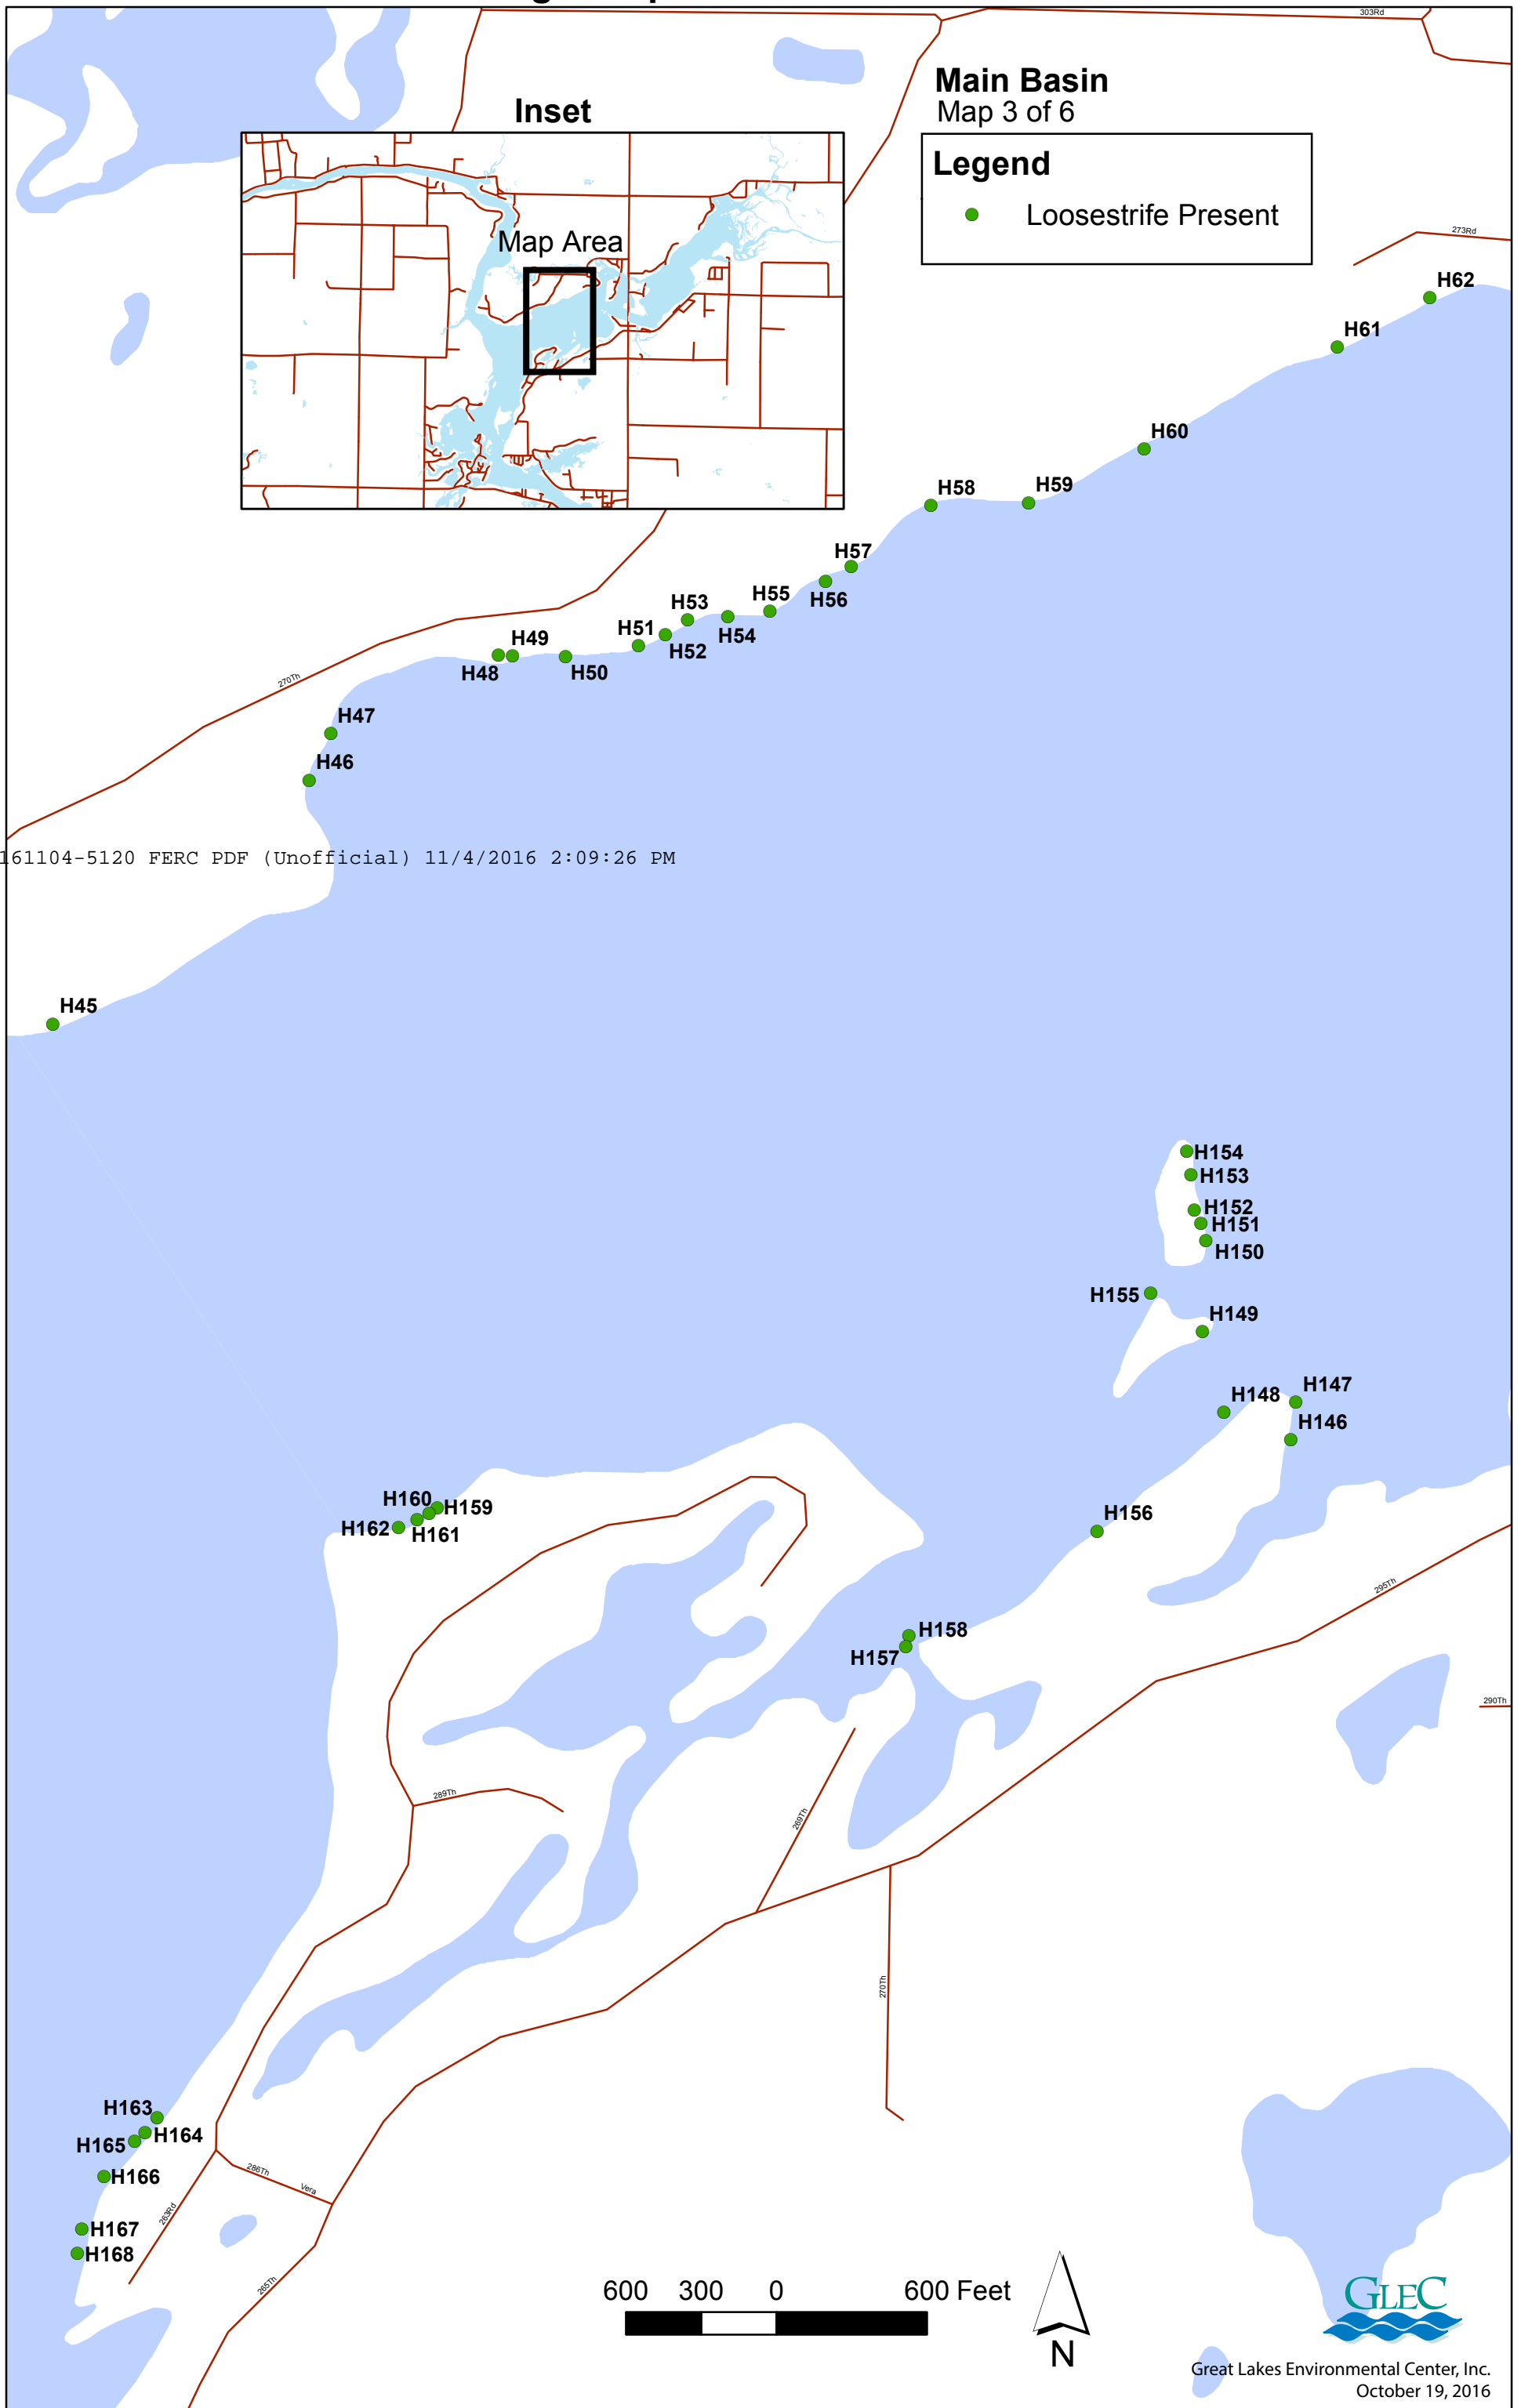 303Rd
Main Basin
Map 3 of 6
Inset
Legend
Loosestrife Present
Map Area
273Rd
H62
H61
H60
H58
H59
H57
H56
H55
H53
H54
H51
H52
H49
H48
H50
270Th
H47
H46
161104-5120 FERC PDF (Unofficial) 11/4/2016 2:09:26 PM
H45
H154
H153
H152
H151
H150
H155
H149
H148
H147
H146
H160
H159
H162
H161
H156
295Th
H158
H157
290Th
289Th
269Th
270Th
H163
H164
H165
H166
286Th
Vera
263Rd
H167
H168
265Th
600 300 0 600 Feet
N
GLEC
Great Lakes Environmental Center, Inc.
October 19, 2016